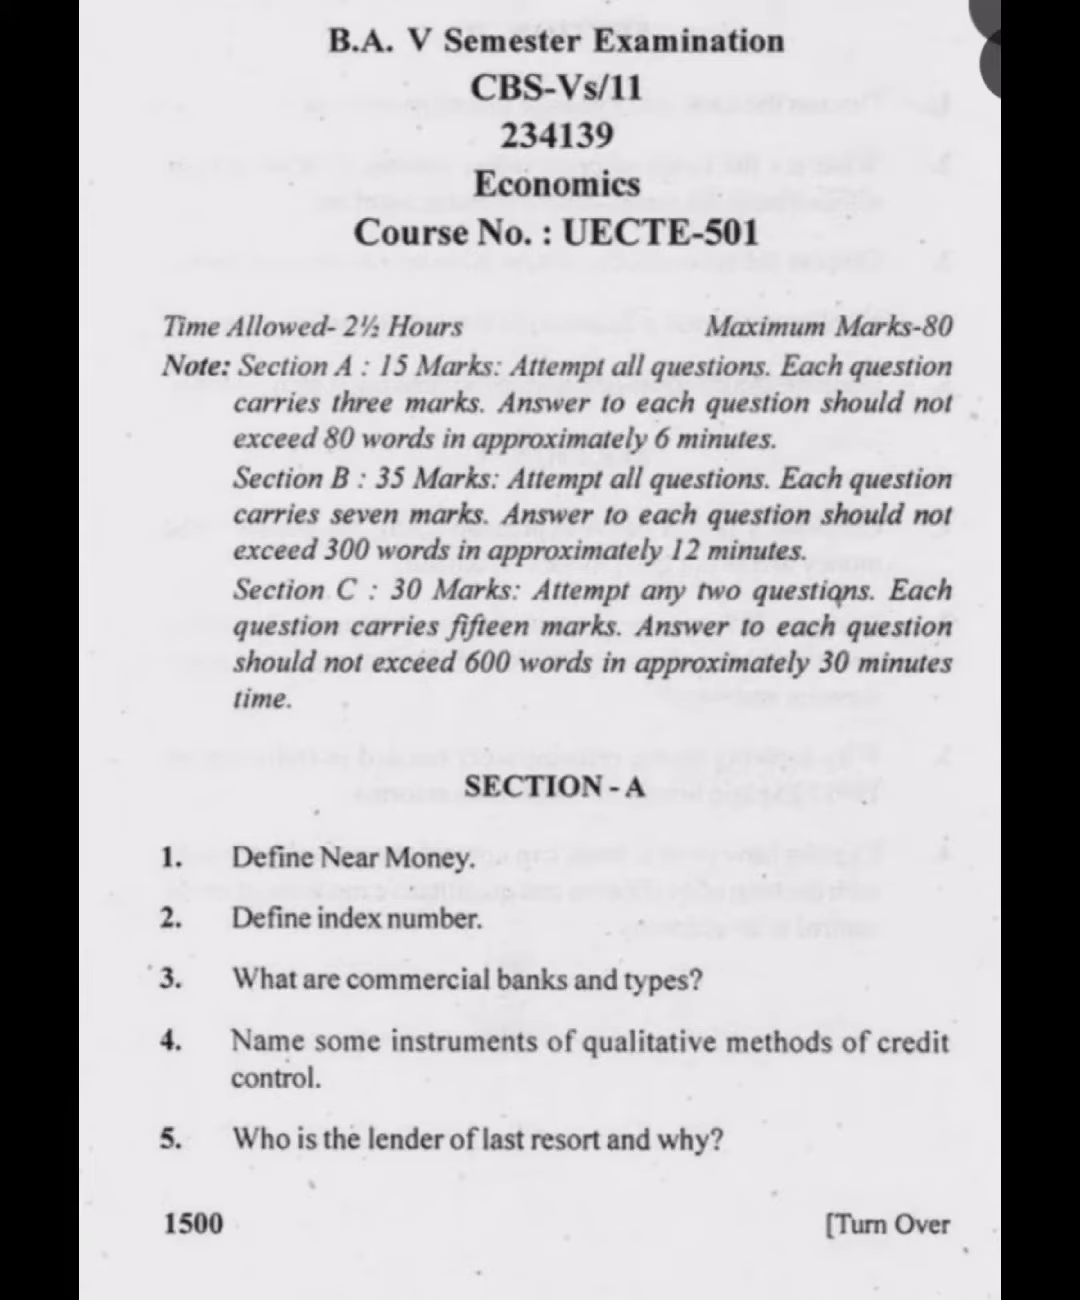 B.A. V Semester Examination
CBS-Vs/11
234139
Economics
Course No. : UECTE-501
Time Allowed- 2½ Hours Maximum Marks-80
Note: Section A : 15 Marks: Attempt all questions. Each question
carries three marks. Answer to each question should not
exceed 80 words in approximately 6 minutes.
Section B : 35 Marks: Attempt all questions. Each question
carries seven marks. Answer to each question should not
exceed 300 words in approximately 12 minutes.
Section C : 30 Marks: Attempt any two questions. Each
question carries fifteen marks. Answer to each question
should not exceed 600 words in approximately 30 minutes
time.
SECTION - A
1. Define Near Money.
2. Define index number.
3. What are commercial banks and types?
4. Name some instruments of qualitative methods of credit
control.
5. Who is the lender of last resort and why?
1500 [Turn Over